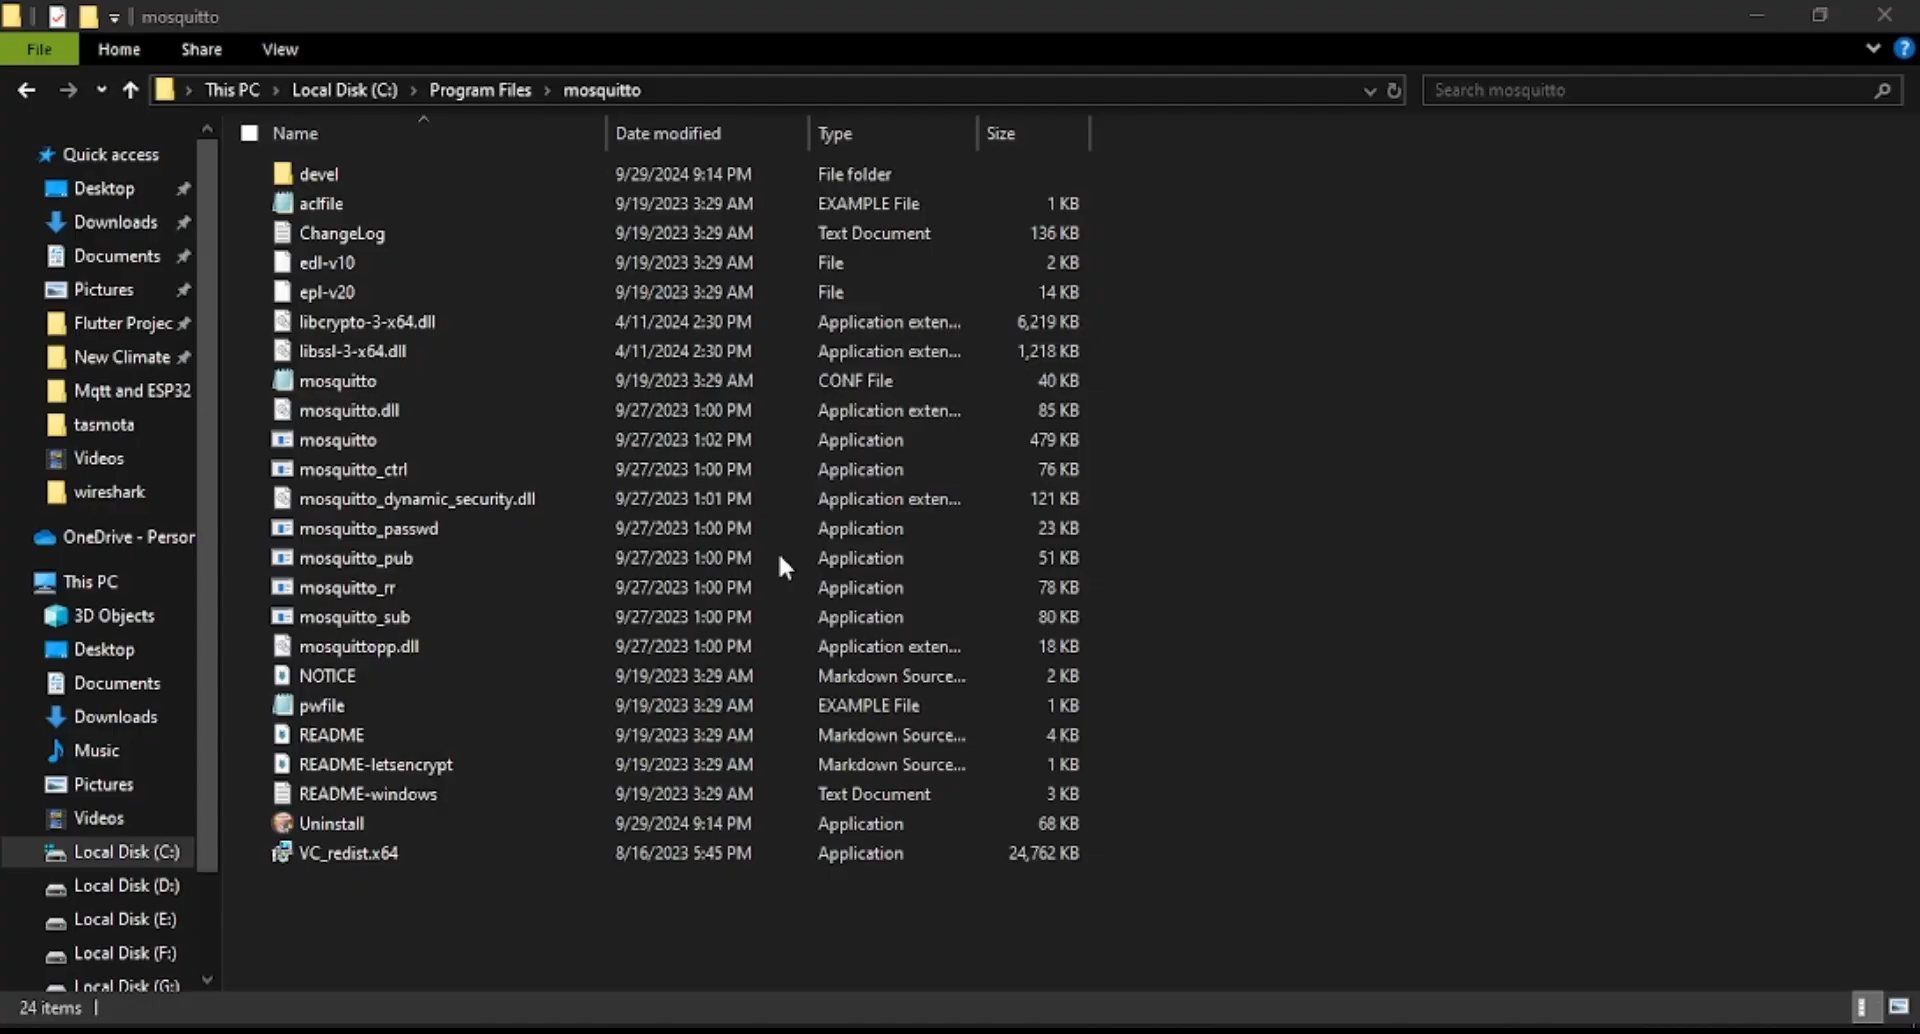 mosquitto
File Home Share View
This PC Local Disk (C:) Program Files mosquitto
Search mosquitto
Name Date modified Type Size
Quick access
Desktop
Downloads
Documents
Pictures
Flutter Projec
New Climate
Mqtt and ESP32
tasmota
Videos
wireshark
OneDrive - Person
This PC
3D Objects
Desktop
Documents
Downloads
Music
Pictures
Videos
Local Disk (C:)
Local Disk (D:)
Local Disk (E:)
Local Disk (F:)
Local Disk (G:)
devel 9/29/2024 9:14 PM File folder
aclfile 9/19/2023 3:29 AM EXAMPLE File 1 KB
ChangeLog 9/19/2023 3:29 AM Text Document 136 KB
edl-v10 9/19/2023 3:29 AM File 2 KB
epl-v20 9/19/2023 3:29 AM File 14 KB
libcrypto-3-x64.dll 4/11/2024 2:30 PM Application exten... 6,219 KB
libssl-3-x64.dll 4/11/2024 2:30 PM Application exten... 1,218 KB
mosquitto 9/19/2023 3:29 AM CONF File 40 KB
mosquitto.dll 9/27/2023 1:00 PM Application exten... 85 KB
mosquitto 9/27/2023 1:02 PM Application 479 KB
mosquitto_ctrl 9/27/2023 1:00 PM Application 76 KB
mosquitto_dynamic_security.dll 9/27/2023 1:01 PM Application exten... 121 KB
mosquitto_passwd 9/27/2023 1:00 PM Application 23 KB
mosquitto_pub 9/27/2023 1:00 PM Application 51 KB
mosquitto_rr 9/27/2023 1:00 PM Application 78 KB
mosquitto_sub 9/27/2023 1:00 PM Application 80 KB
mosquittopp.dll 9/27/2023 1:00 PM Application exten... 18 KB
NOTICE 9/19/2023 3:29 AM Markdown Source... 2 KB
pwfile 9/19/2023 3:29 AM EXAMPLE File 1 KB
README 9/19/2023 3:29 AM Markdown Source... 4 KB
README-letsencrypt 9/19/2023 3:29 AM Markdown Source... 1 KB
README-windows 9/19/2023 3:29 AM Text Document 3 KB
Uninstall 9/29/2024 9:14 PM Application 68 KB
VC_redist.x64 8/16/2023 5:45 PM Application 24,762 KB
24 items